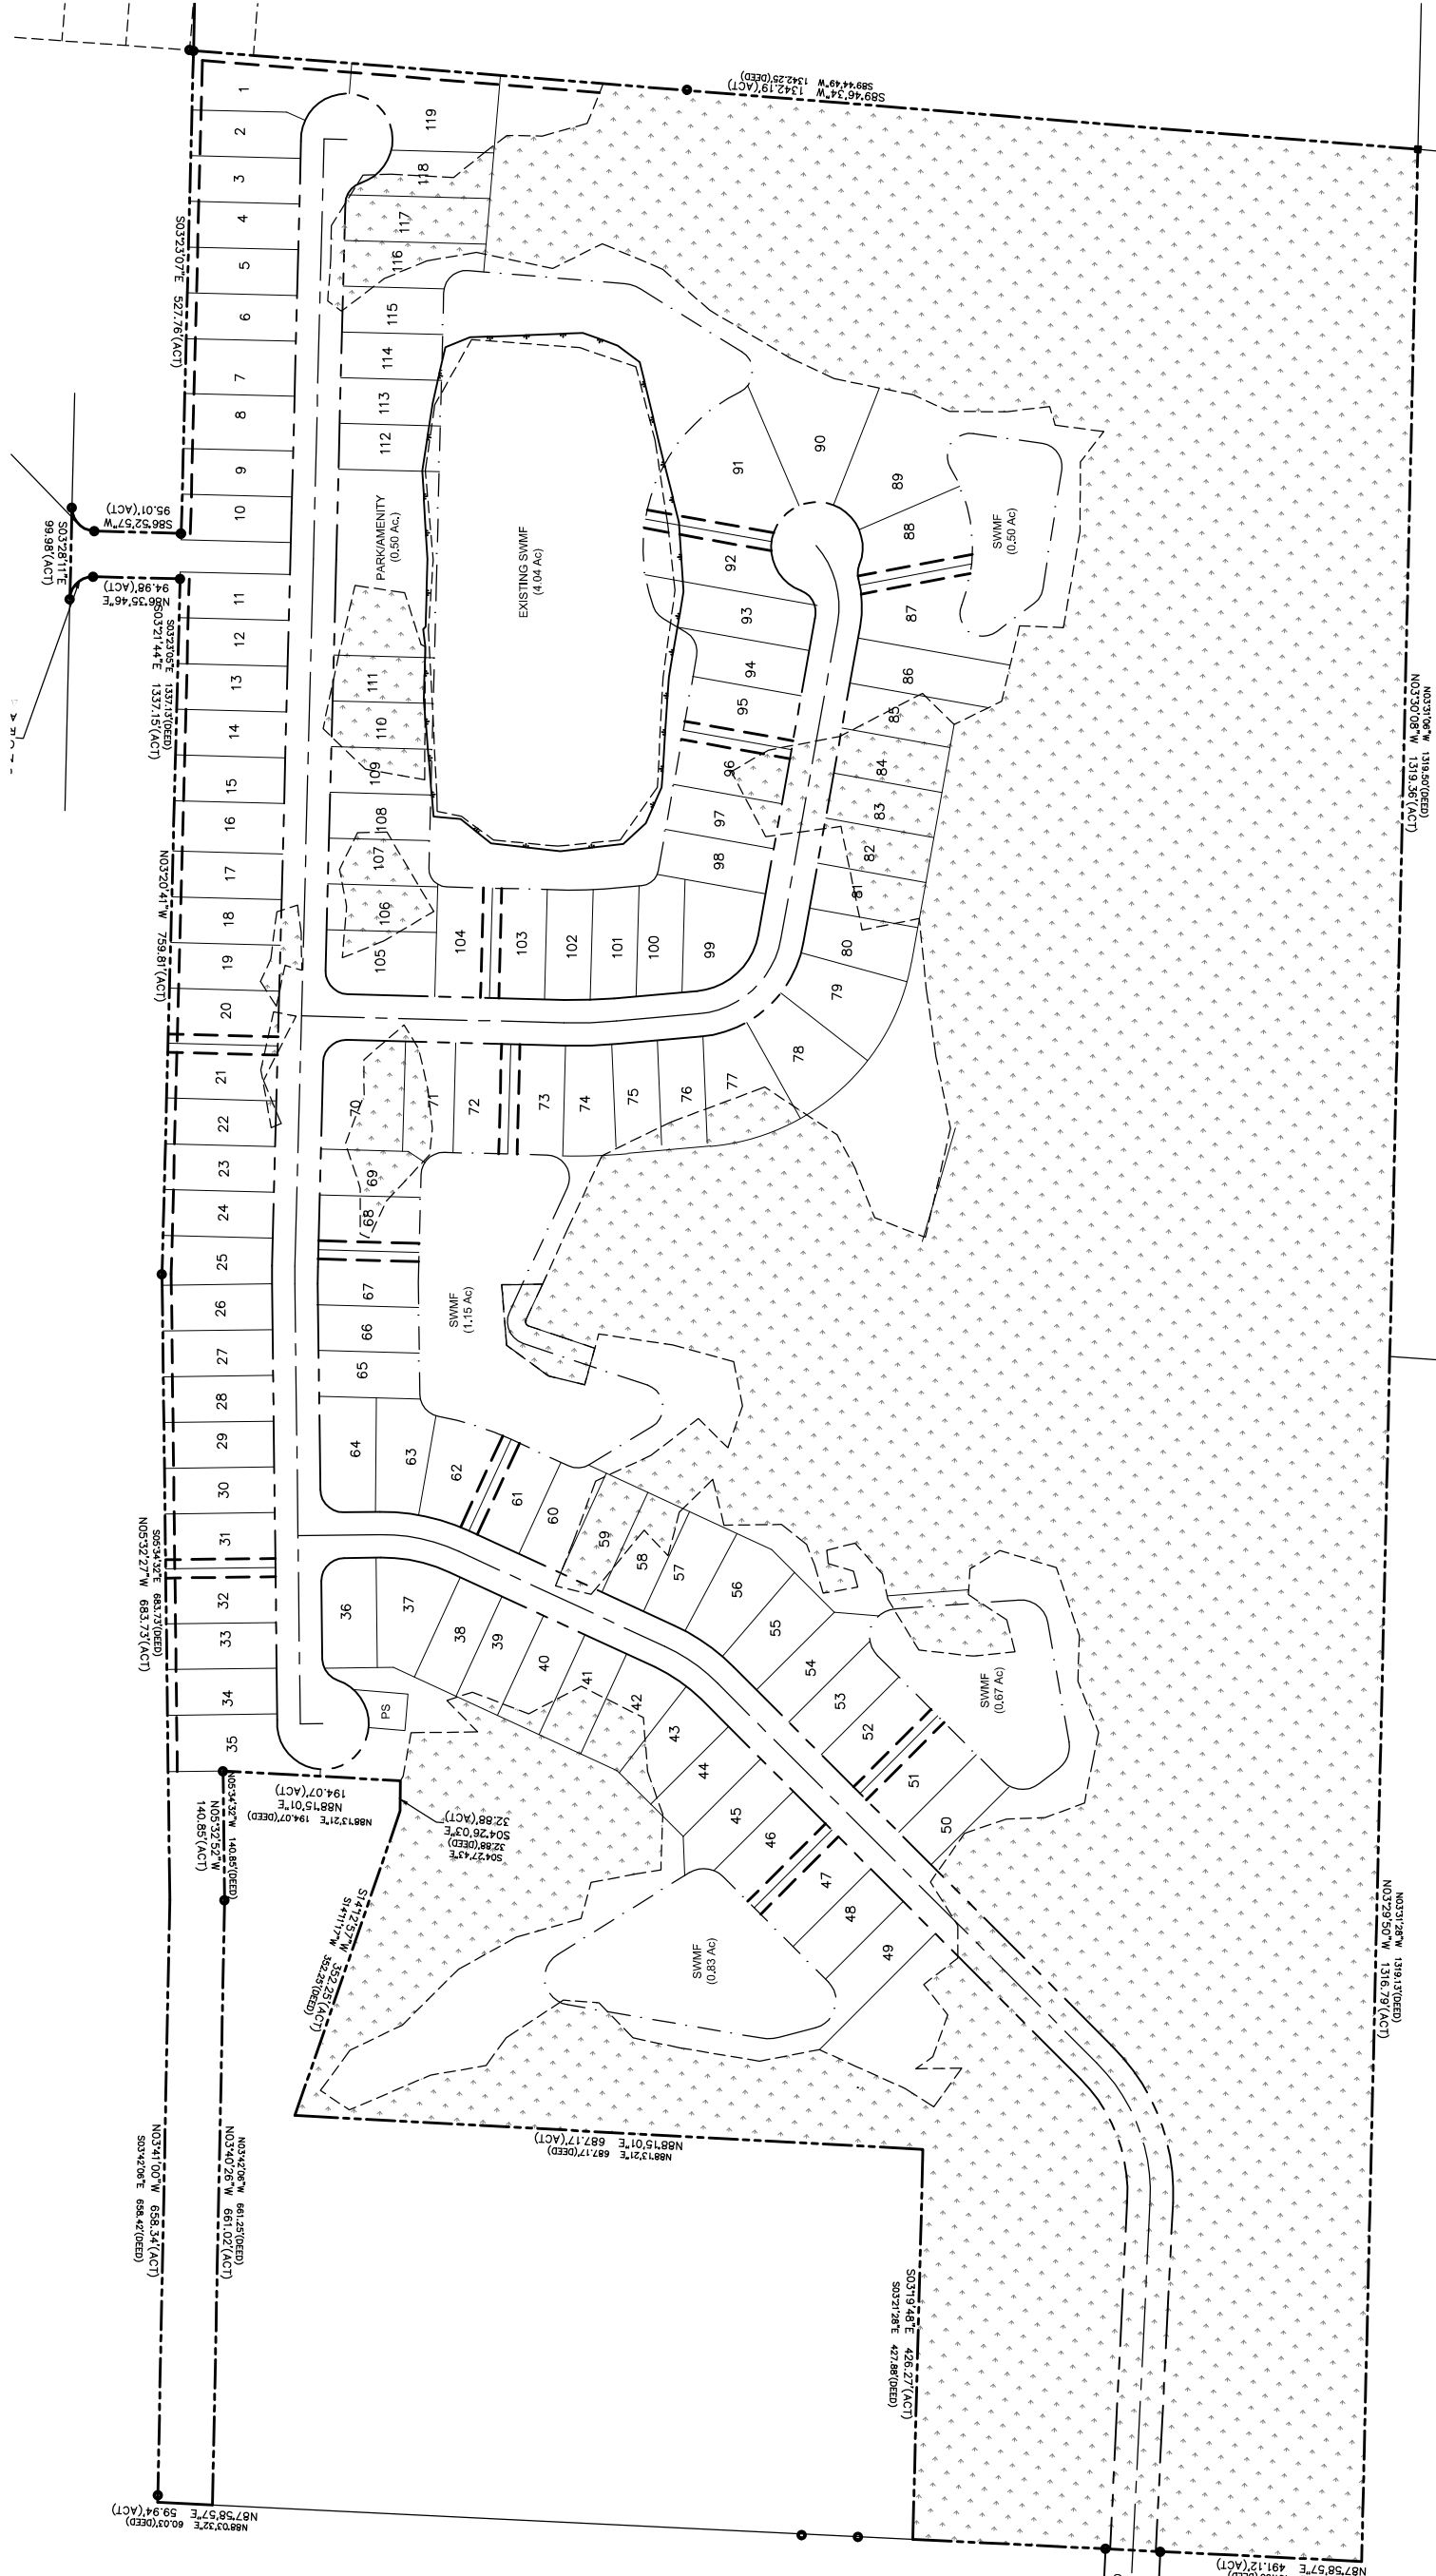 S89°44'49"W 1342.25'(DEED)
S89°46'34"W 1342.19'(ACT)
1
2
3
4
5
6
7
8
9
10
11
12
13
14
15
16
17
18
19
20
21
22
23
24
25
26
27
28
29
30
31
32
33
34
35
119
118
117
116
115
114
113
112
PARK/AMENITY
(0.50 Ac.)
111
110
109
108
107
106
105
104
103
102
101
100
99
98
97
96
95
94
93
92
91
90
89
88
87
86
85
84
83
82
81
80
79
78
77
76
75
74
73
72
71
70
69
68
67
66
65
64
63
62
61
60
59
58
57
56
55
54
53
52
51
50
36
37
38
39
40
41
42
43
44
45
46
47
48
49
PS
EXISTING SWMF
(4.04 Ac)
SWMF
(0.50 Ac)
SWMF
(1.15 Ac)
SWMF
(0.67 Ac)
SWMF
(0.83 Ac)
S03°23'07"E 527.76'(ACT)
S86°52'57"W
95.01'(ACT)
S03°28'11"E
99.98'(ACT)
N86°35'46"E
94.98'(ACT)
S03°23'05"E 1337.13'(DEED)
S03°21'44"E 1337.15'(ACT)
N03°20'41"W 759.81'(ACT)
S05°34'32"E 683.73'(DEED)
N05°32'27"W 683.73'(ACT)
N05°34'32"W 140.85'(DEED)
N05°32'52"W
140.85'(ACT)
N88°13'21"E 194.07'(DEED)
N88°15'01"E
194.07'(ACT)
S04°27'43"E
32.88'(DEED)
S04°26'03"E
32.88'(ACT)
S14°12'57"W 352.25'(ACT)
S14°11'17"W 352.25'(DEED)
N88°15'01"E 687.17'(ACT)
N88°13'21"E 687.17'(DEED)
S03°19'48"E 426.27'(ACT)
S03°21'28"E 427.88'(DEED)
N03°31'06"W 1319.50'(DEED)
N03°30'08"W 1319.36'(ACT)
N03°31'28"W 1319.13'(DEED)
N03°29'50"W 1316.79'(ACT)
N03°42'06"W 661.25'(DEED)
N03°40'26"W 661.02'(ACT)
N03°41'00"W 658.34'(ACT)
S03°42'06"E 658.42'(DEED)
N88°03'32"E 60.03'(DEED)
N87°58'57"E 59.94'(ACT)
N87°58'57"E 491.12'(ACT)